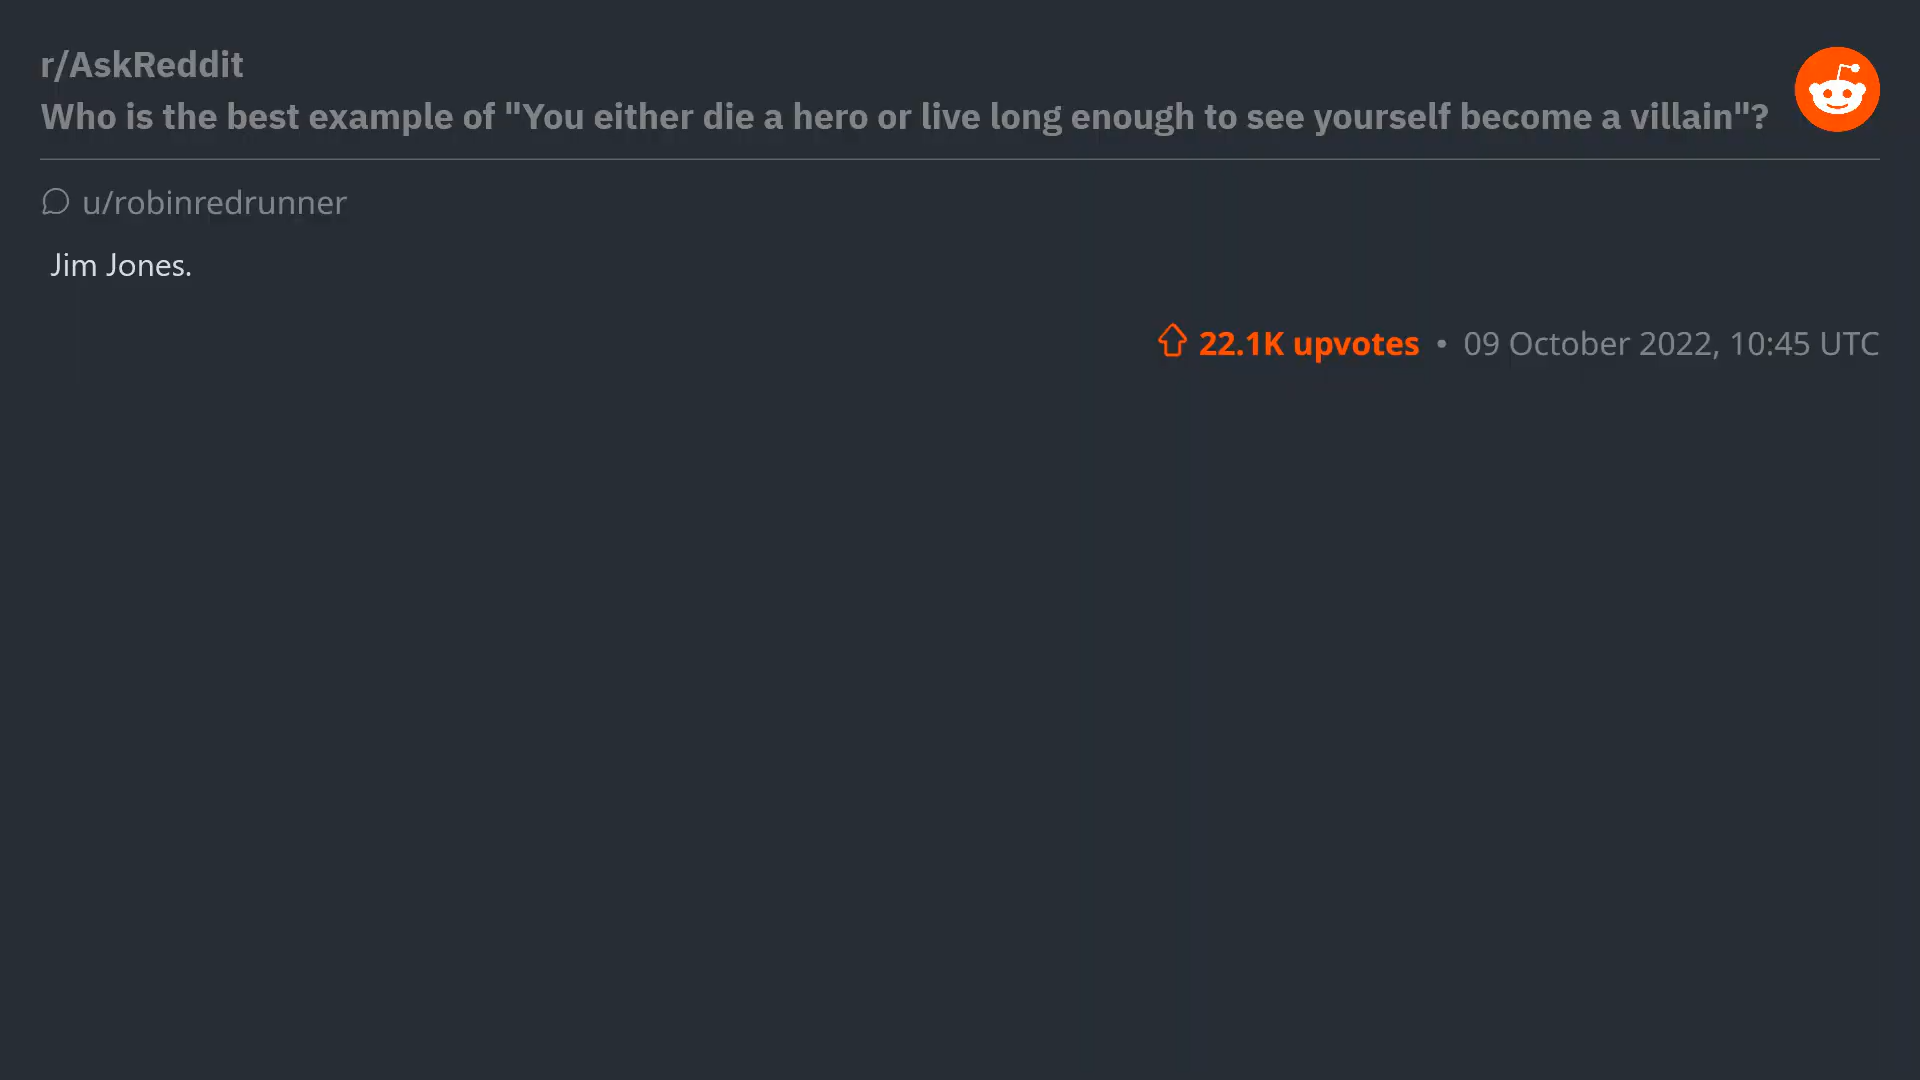 r/AskReddit
Who is the best example of "You either die a hero or live long enough to see yourself become a villain"?
u/robinredrunner
Jim Jones.
22.1K upvotes • 09 October 2022, 10:45 UTC